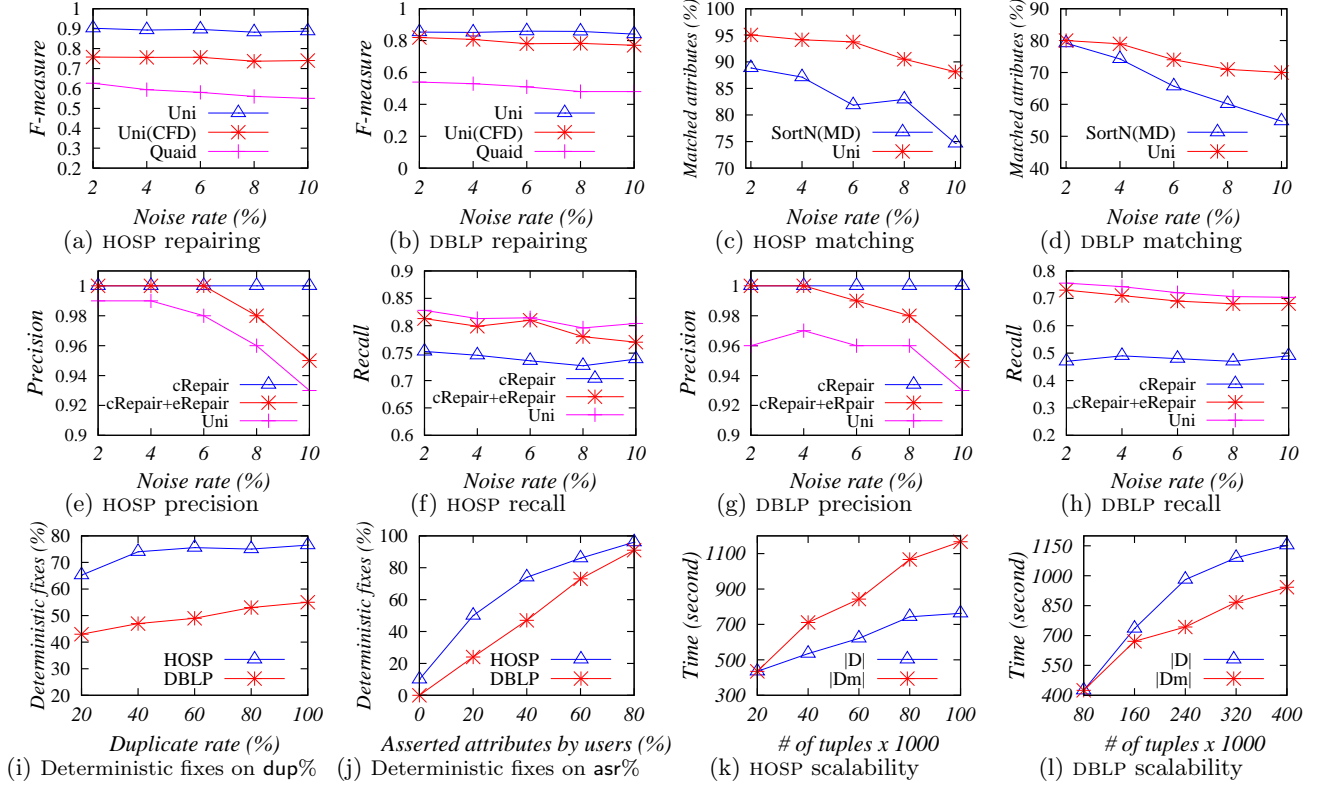 F-measure
1
0.9
0.8
0.7
0.6
0.5
0.4
0.3
0.2
Uni
Uni(CFD)
Quaid
2 4 6 8 10
Noise rate (%)
(a) HOSP repairing
F-measure
1
0.8
0.6
0.4
0.2
0
Uni
Uni(CFD)
Quaid
2 4 6 8 10
Noise rate (%)
(b) DBLP repairing
Matched attributes (%)
100
95
90
85
80
75
70
SortN(MD)
Uni
2 4 6 8 10
Noise rate (%)
(c) HOSP matching
Matched attributes (%)
90
80
70
60
50
40
SortN(MD)
Uni
2 4 6 8 10
Noise rate (%)
(d) DBLP matching
Precision
1
0.98
0.96
0.94
0.92
0.9
cRepair
cRepair+eRepair
Uni
2 4 6 8 10
Noise rate (%)
(e) HOSP precision
Recall
0.9
0.85
0.8
0.75
0.7
0.65
0.6
cRepair
cRepair+eRepair
Uni
2 4 6 8 10
Noise rate (%)
(f) HOSP recall
Precision
1
0.98
0.96
0.94
0.92
0.9
cRepair
cRepair+eRpair
Uni
2 4 6 8 10
Noise rate (%)
(g) DBLP precision
Recall
0.8
0.7
0.6
0.5
0.4
0.3
0.2
cRepair
cRepair+eRepair
Uni
2 4 6 8 10
Noise rate (%)
(h) DBLP recall
Deterministic fixes (%)
80
70
60
50
40
30
20
HOSP
DBLP
20 40 60 80 100
Duplicate rate (%)
(i) Deterministic fixes on dup%
Deterministic fixes (%)
100
80
60
40
20
0
HOSP
DBLP
0 20 40 60 80
Asserted attributes by users (%)
(j) Deterministic fixes on asr%
Time (second)
1100
900
700
500
300
|D|
|Dm|
20 40 60 80 100
# of tuples x 1000
(k) HOSP scalability
Time (second)
1150
1000
850
700
550
400
|D|
|Dm|
80 160 240 320 400
# of tuples x 1000
(l) DBLP scalability